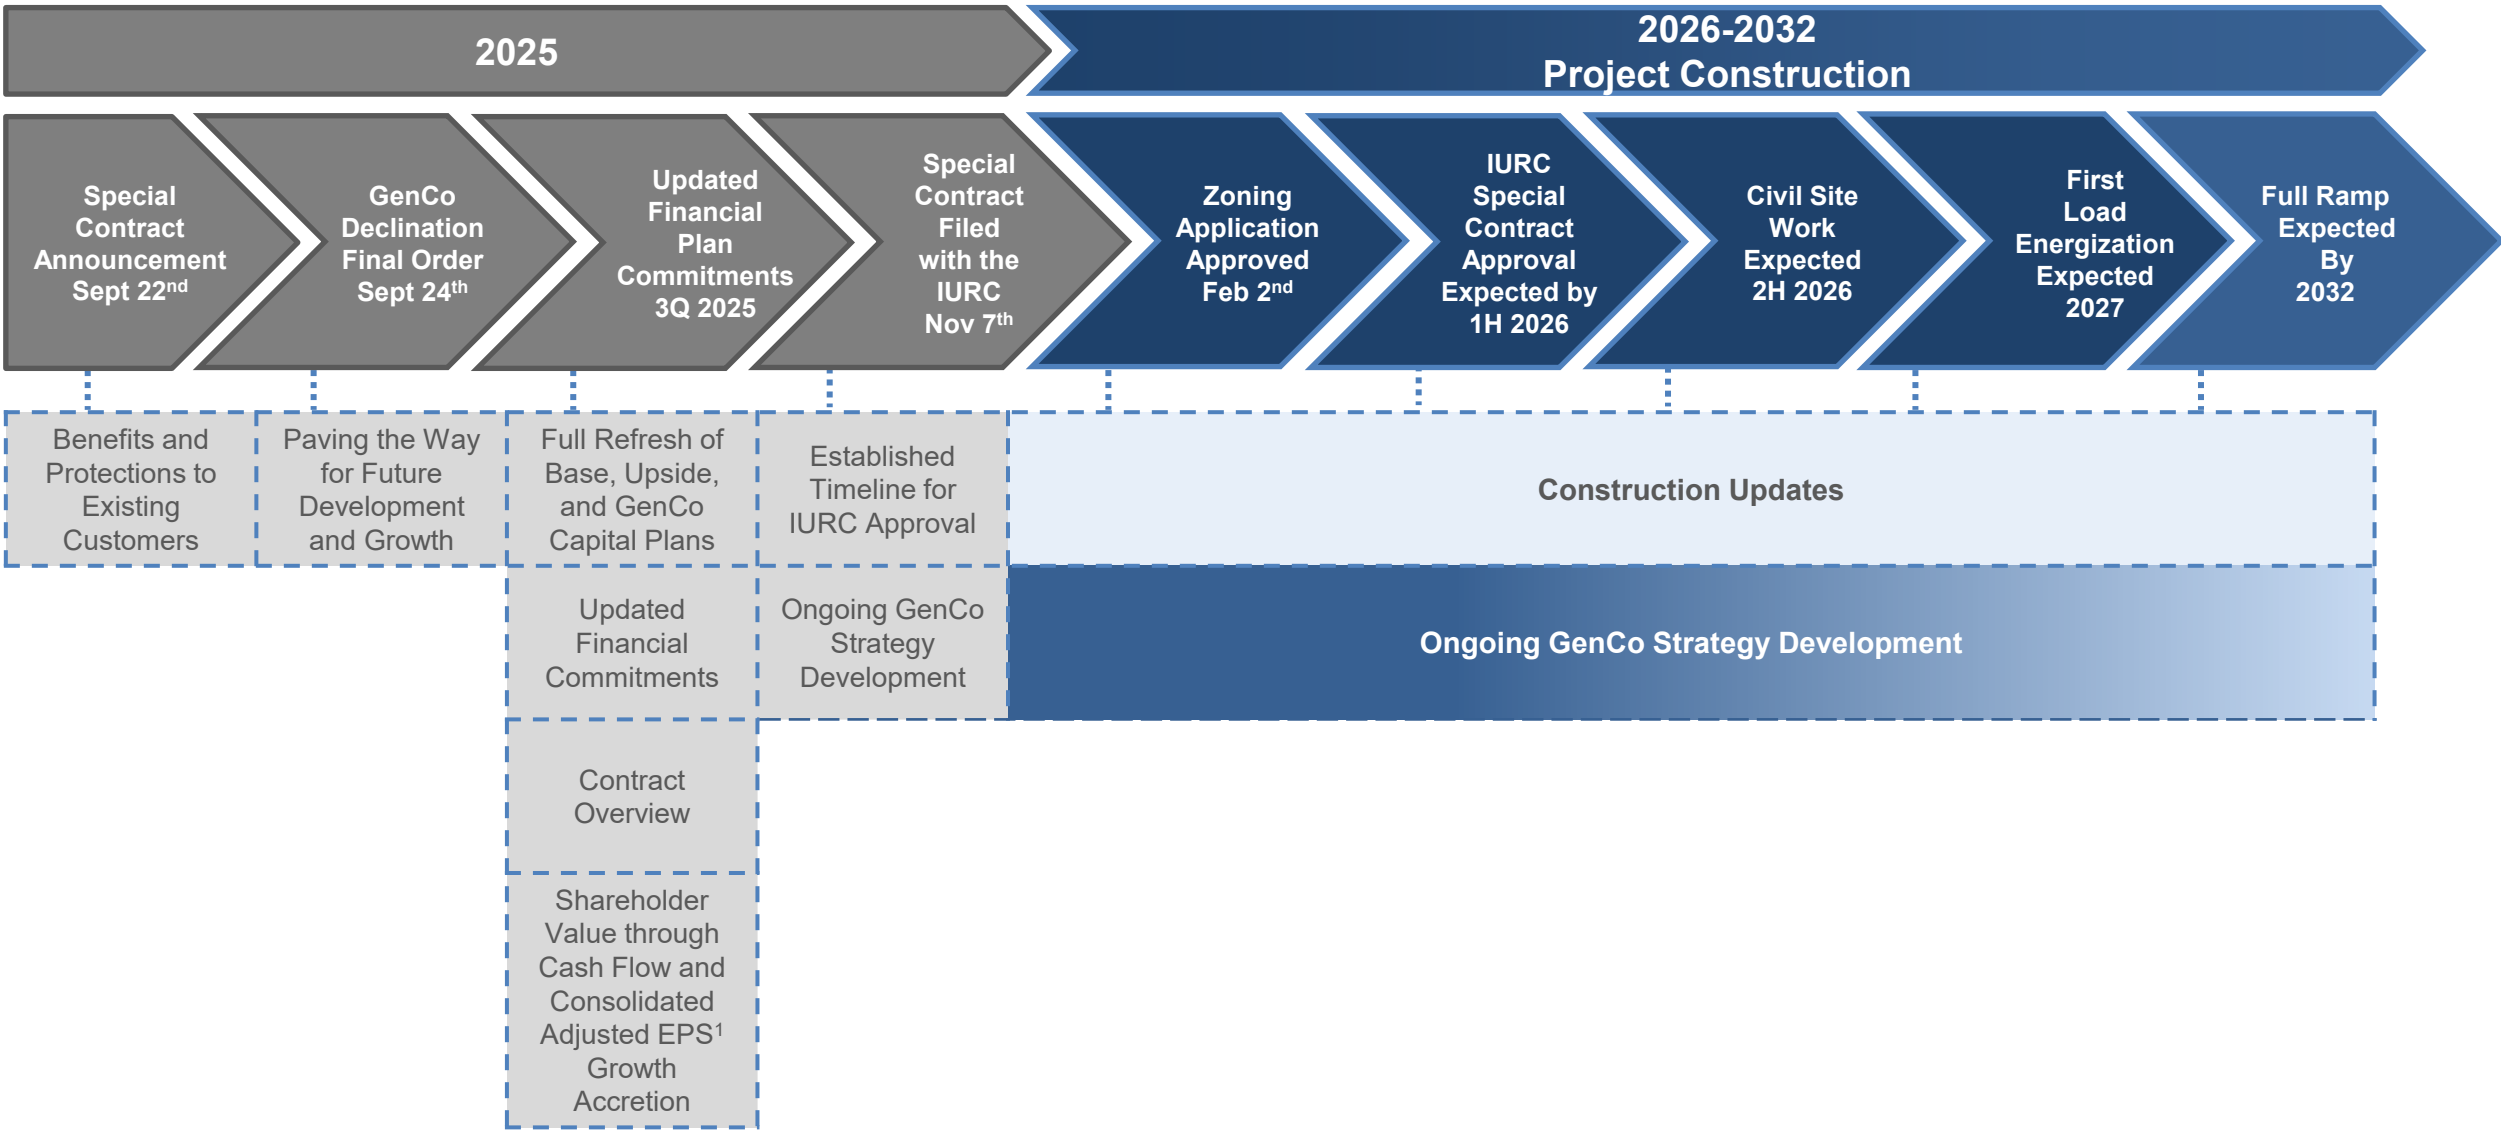 2025
2026-2032
Project Construction
Special
Contract
Announcement
Sept 22nd
GenCo
Declination
Final Order
Sept 24th
Updated
Financial
Plan
Commitments
3Q 2025
Special
Contract
Filed
with the
IURC
Nov 7th
Zoning
Application
Approved
Feb 2nd
IURC
Special
Contract
Approval
Expected by
1H 2026
Civil Site
Work
Expected
2H 2026
First
Load
Energization
Expected
2027
Full Ramp
Expected
By
2032
Benefits and
Protections to
Existing
Customers
Paving the Way
for Future
Development
and Growth
Full Refresh of
Base, Upside,
and GenCo
Capital Plans
Established
Timeline for
IURC Approval
Construction Updates
Updated
Financial
Commitments
Ongoing GenCo
Strategy
Development
Ongoing GenCo Strategy Development
Contract
Overview
Shareholder
Value through
Cash Flow and
Consolidated
Adjusted EPS1
Growth
Accretion